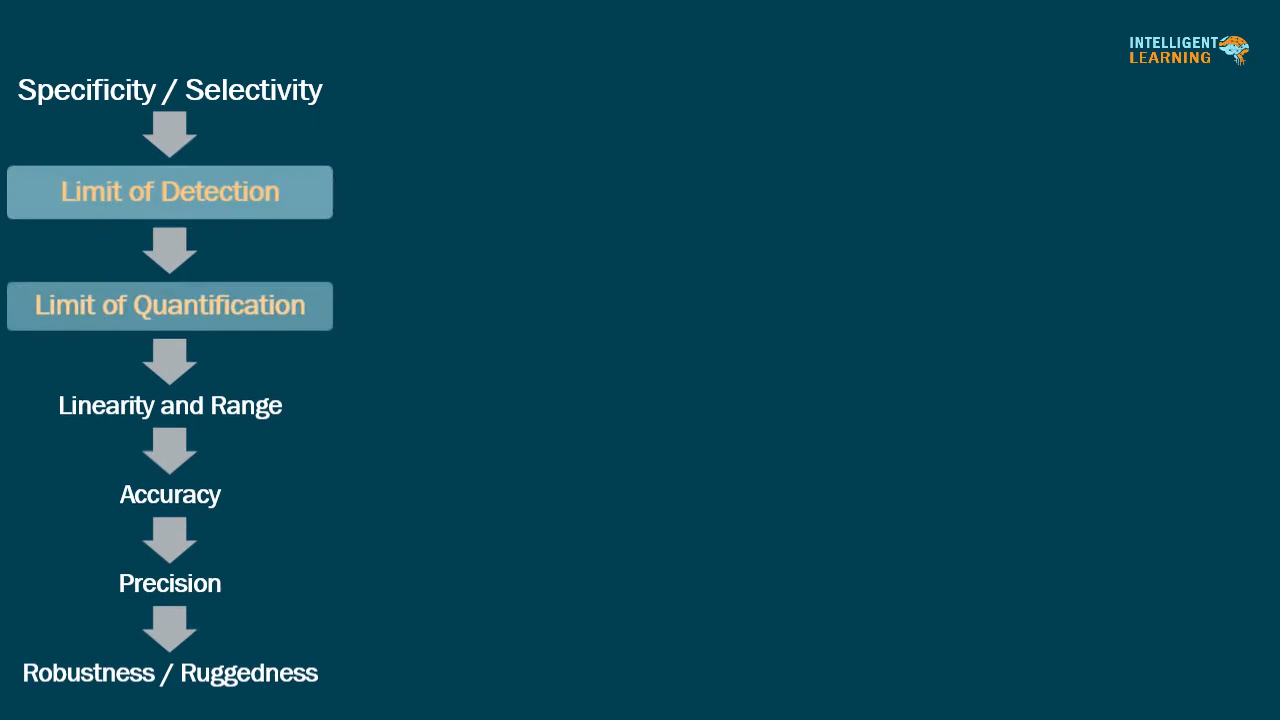 INTELLIGENT
LEARNING
Specificity / Selectivity
Limit of Detection
Limit of Quantification
Linearity and Range
Accuracy
Precision
Robustness / Ruggedness